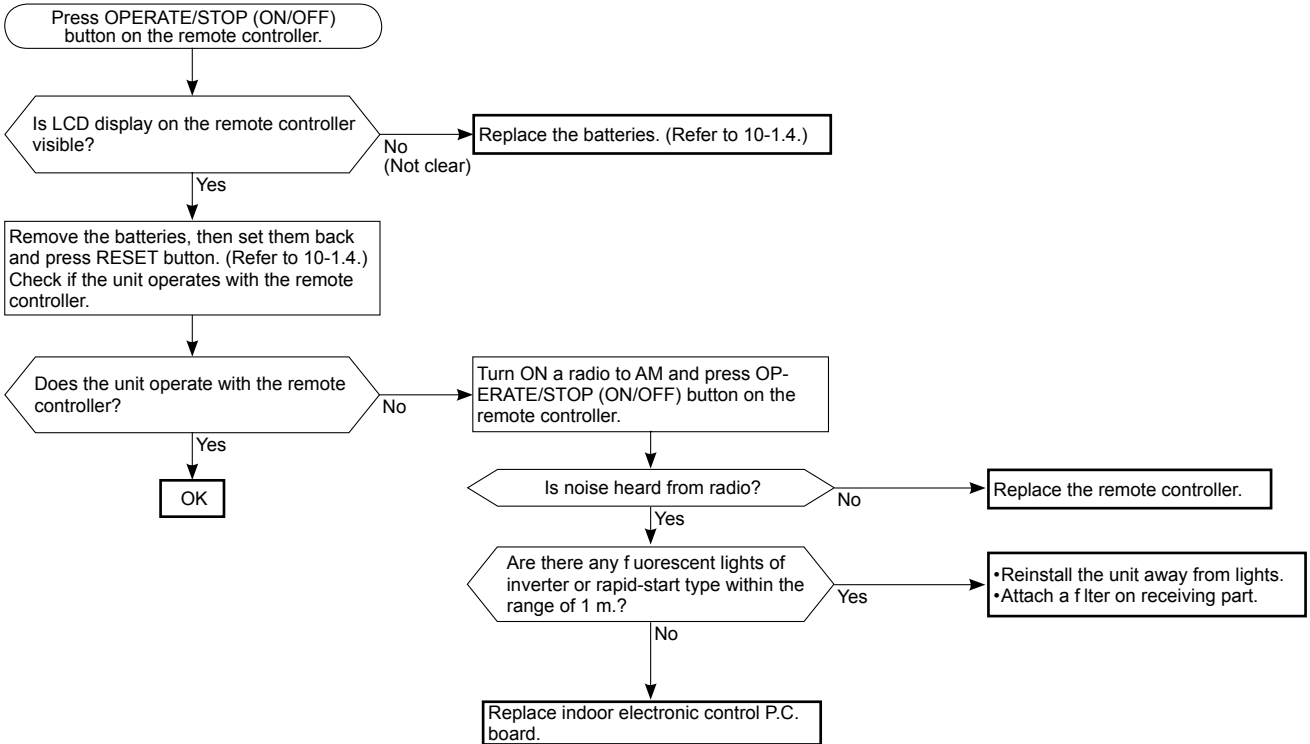 Press OPERATE/STOP (ON/OFF)
button on the remote controller.
Is LCD display on the remote controller
visible?
No
(Not clear)
Replace the batteries. (Refer to 10-1.4.)
Yes
Remove the batteries, then set them back
and press RESET button. (Refer to 10-1.4.)
Check if the unit operates with the remote
controller.
Does the unit operate with the remote
controller?
No
Yes
OK
Turn ON a radio to AM and press OP-
ERATE/STOP (ON/OFF) button on the
remote controller.
Is noise heard from radio?
No
Replace the remote controller.
Yes
Are there any f uorescent lights of
inverter or rapid-start type within the
range of 1 m.?
Yes
•Reinstall the unit away from lights.
•Attach a f lter on receiving part.
No
Replace indoor electronic control P.C.
board.